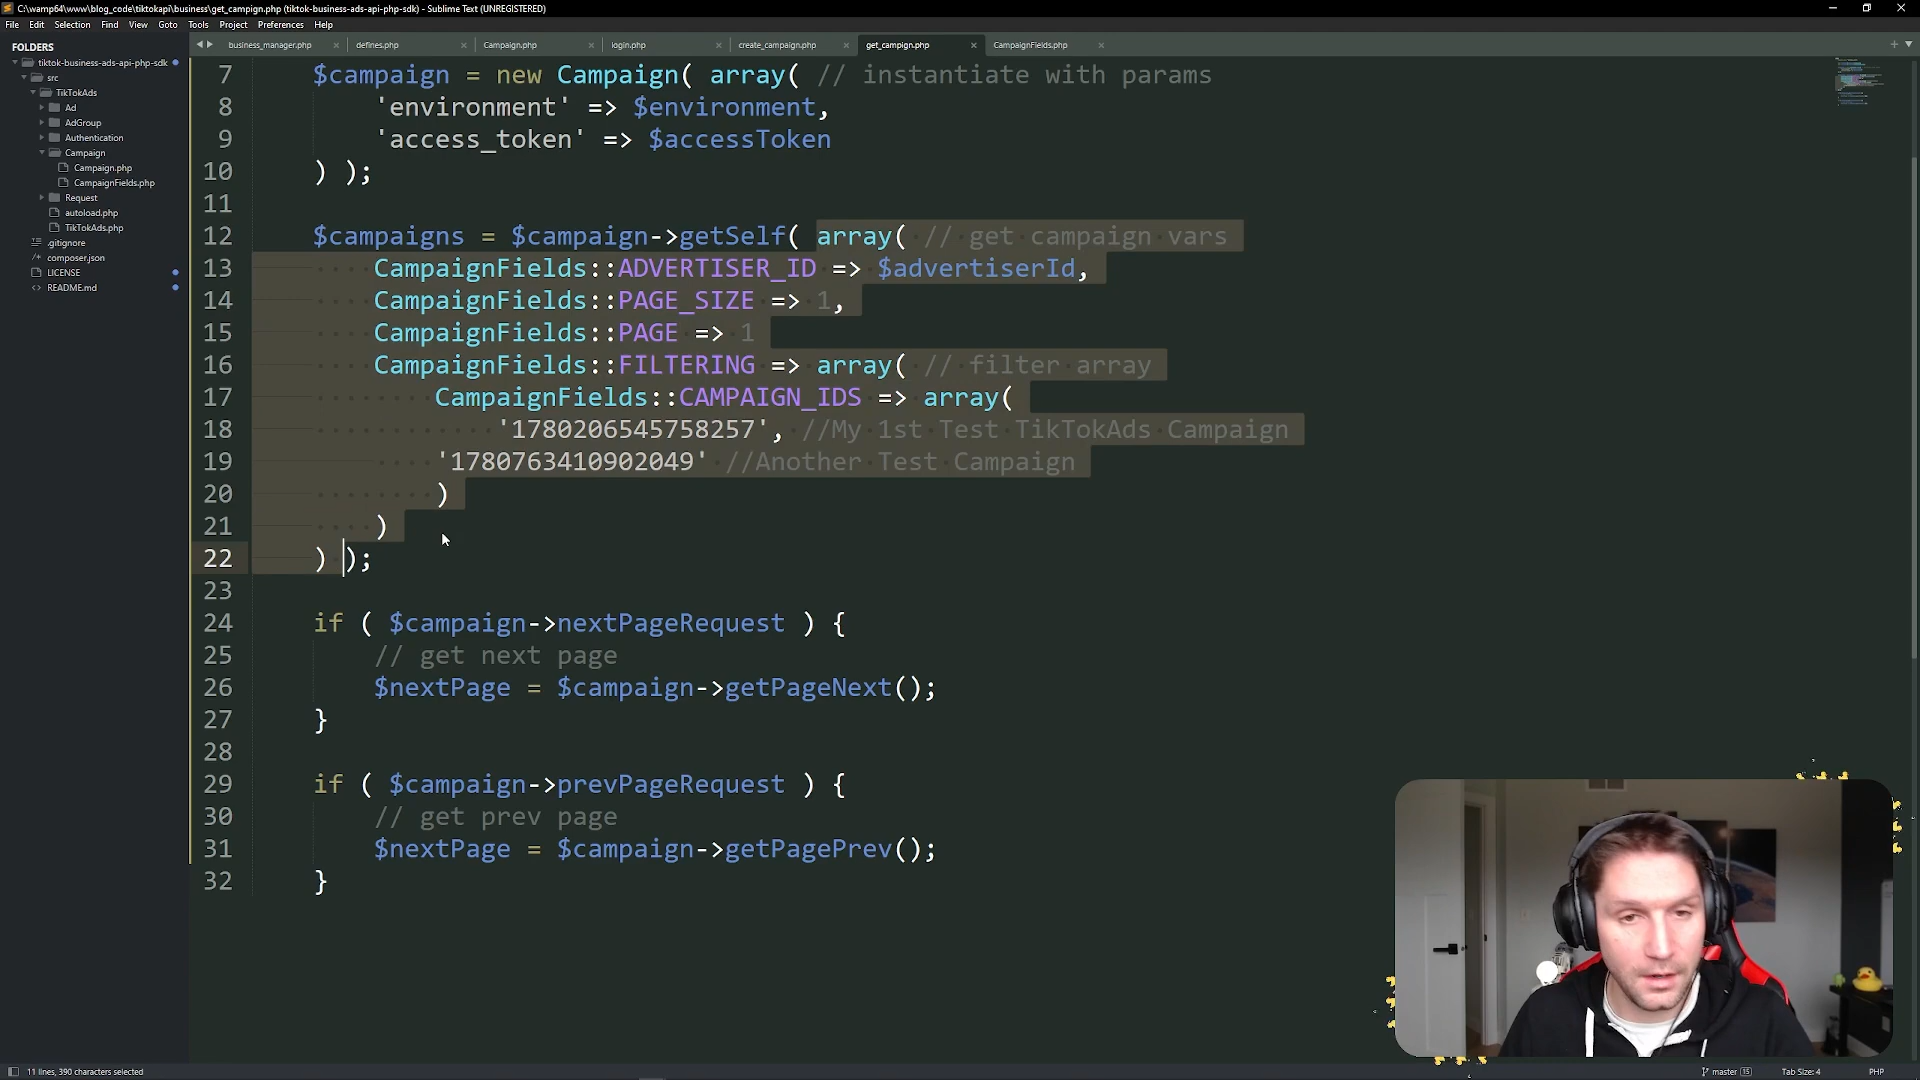 C:\wamp64\www\blog_code\tiktokapi\business\get_campign.php (tiktok-business-ads-api-php-sdk) - Sublime Text (UNREGISTERED)
File Edit Selection Find View Goto Tools Project Preferences Help
FOLDERS
tiktok-business-ads-api-php-sdk
src
TikTokAds
Ad
AdGroup
Authentication
Campaign
Campaign.php
CampaignFields.php
Request
autoload.php
TikTokAds.php
.gitignore
composer.json
LICENSE
README.md
business_manager.php defines.php Campaign.php login.php create_campaign.php get_campign.php CampaignFields.php
7 $campaign = new Campaign( array( // instantiate with params
8 'environment' => $environment,
9 'access_token' => $accessToken
10 ) );
11
12 $campaigns = $campaign->getSelf( array( // get campaign vars
13 CampaignFields::ADVERTISER_ID => $advertiserId,
14 CampaignFields::PAGE_SIZE => 1,
15 CampaignFields::PAGE => 1
16 CampaignFields::FILTERING => array( // filter array
17 CampaignFields::CAMPAIGN_IDS => array(
18 '1780206545758257', //My 1st Test TikTokAds Campaign
19 '1780763410902049' //Another Test Campaign
20 )
21 )
22 ) );
23
24 if ( $campaign->nextPageRequest ) {
25 // get next page
26 $nextPage = $campaign->getPageNext();
27 }
28
29 if ( $campaign->prevPageRequest ) {
30 // get prev page
31 $nextPage = $campaign->getPagePrev();
32 }
11 lines, 390 characters selected
master 15 Tab Size: 4 PHP